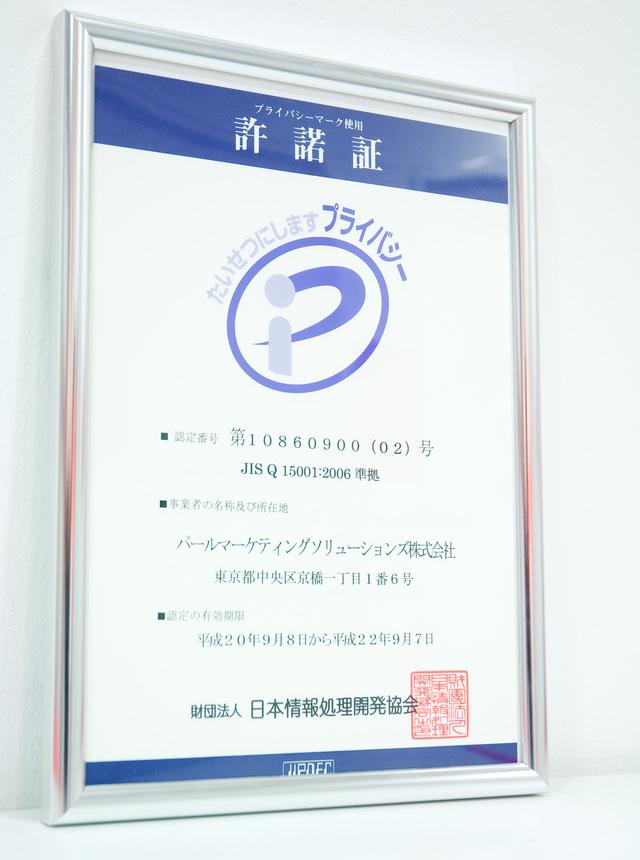 プライバシーマーク使用
許諾証
たいせつにしますプライバシー
■ 認定番号 第10860900(02)号
JIS Q 15001:2006 準拠
■事業者の名称及び所在地
パールマーケティングソリューションズ株式会社
東京都中央区京橋一丁目1番6号
■認定の有効期限
平成20年9月8日から平成22年9月7日
財団法人 日本情報処理開発協会
JIPDEC